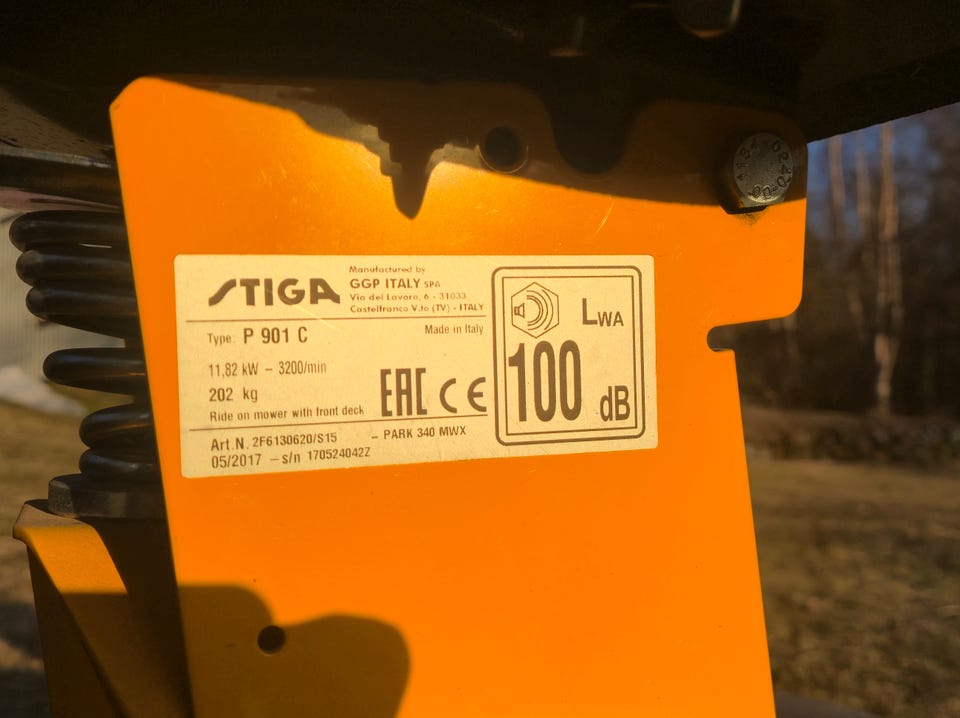 STIGA
Manufactured by
GGP ITALY SPA
Via del Lavoro, 6 - 31033
Castelfranco V.to (TV) - ITALY
Type: P 901 C
Made in Italy
11,82 kW - 3200/min
202 kg
Ride on mower with front deck
EAC CE
Art.N. 2F6130620/S15 - PARK 340 MWX
05/2017 - s/n 170524042Z
LWA
100 dB